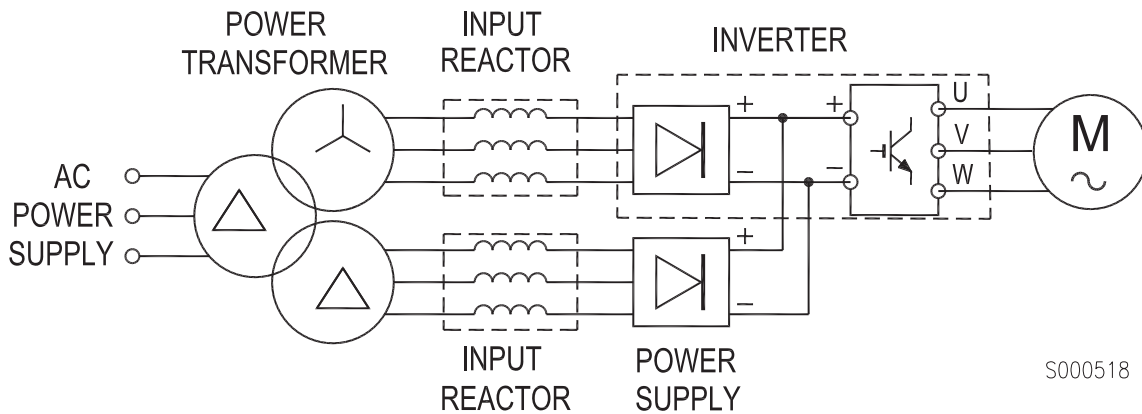 POWER
TRANSFORMER
INPUT
REACTOR
INVERTER
AC
POWER
SUPPLY
+
−
+
−
U
V
W
M
+
−
INPUT
REACTOR
POWER
SUPPLY
S000518